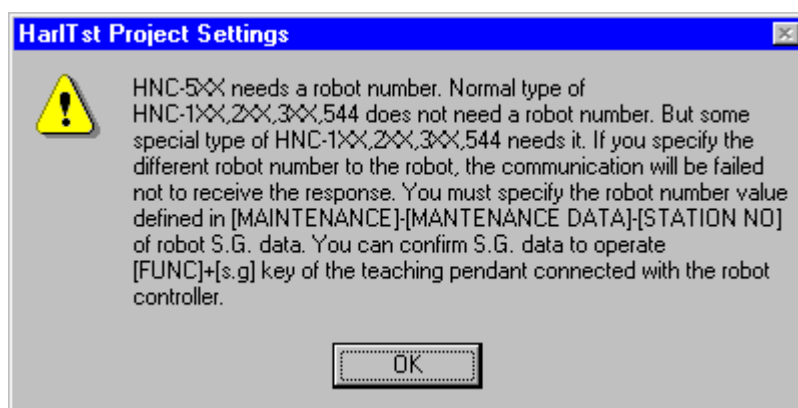 HarlTst Project Settings
HNC-5XX needs a robot number. Normal type of
HNC-1XX,2XX,3XX,544 does not need a robot number. But some
special type of HNC-1XX,2XX,3XX,544 needs it. If you specify the
different robot number to the robot, the communication will be failed
not to receive the response. You must specify the robot number value
defined in [MAINTENANCE]-[MANTENANCE DATA]-[STATION NO]
of robot S.G. data. You can confirm S.G. data to operate
[FUNC]+[s.g] key of the teaching pendant connected with the robot
controller.
OK